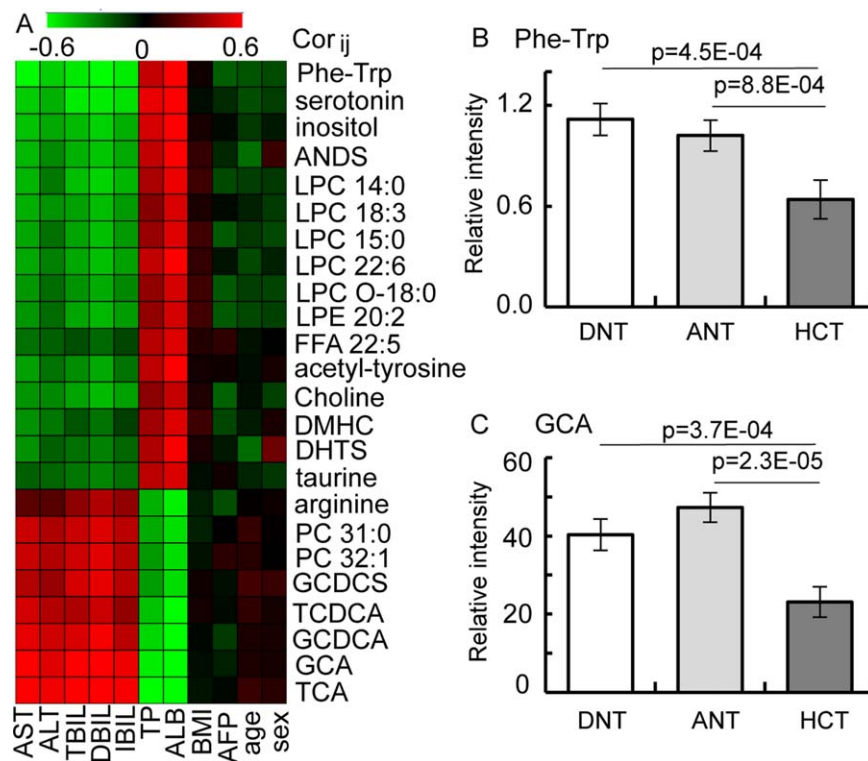 A
-0.6 0 0.6
Cor ij
Phe-Trp
serotonin
inositol
ANDS
LPC 14:0
LPC 18:3
LPC 15:0
LPC 22:6
LPC O-18:0
LPE 20:2
FFA 22:5
acetyl-tyrosine
Choline
DMHC
DHTS
taurine
arginine
PC 31:0
PC 32:1
GCDCS
TCDCA
GCDCA
GCA
TCA
AST ALT TBIL DBIL IBIL TP ALB BMI AFP age sex
B Phe-Trp
p=4.5E-04
p=8.8E-04
Relative intensity
1.2
0.6
0.0
DNT ANT HCT
C GCA
p=3.7E-04
p=2.3E-05
Relative intensity
60
40
20
0
DNT ANT HCT